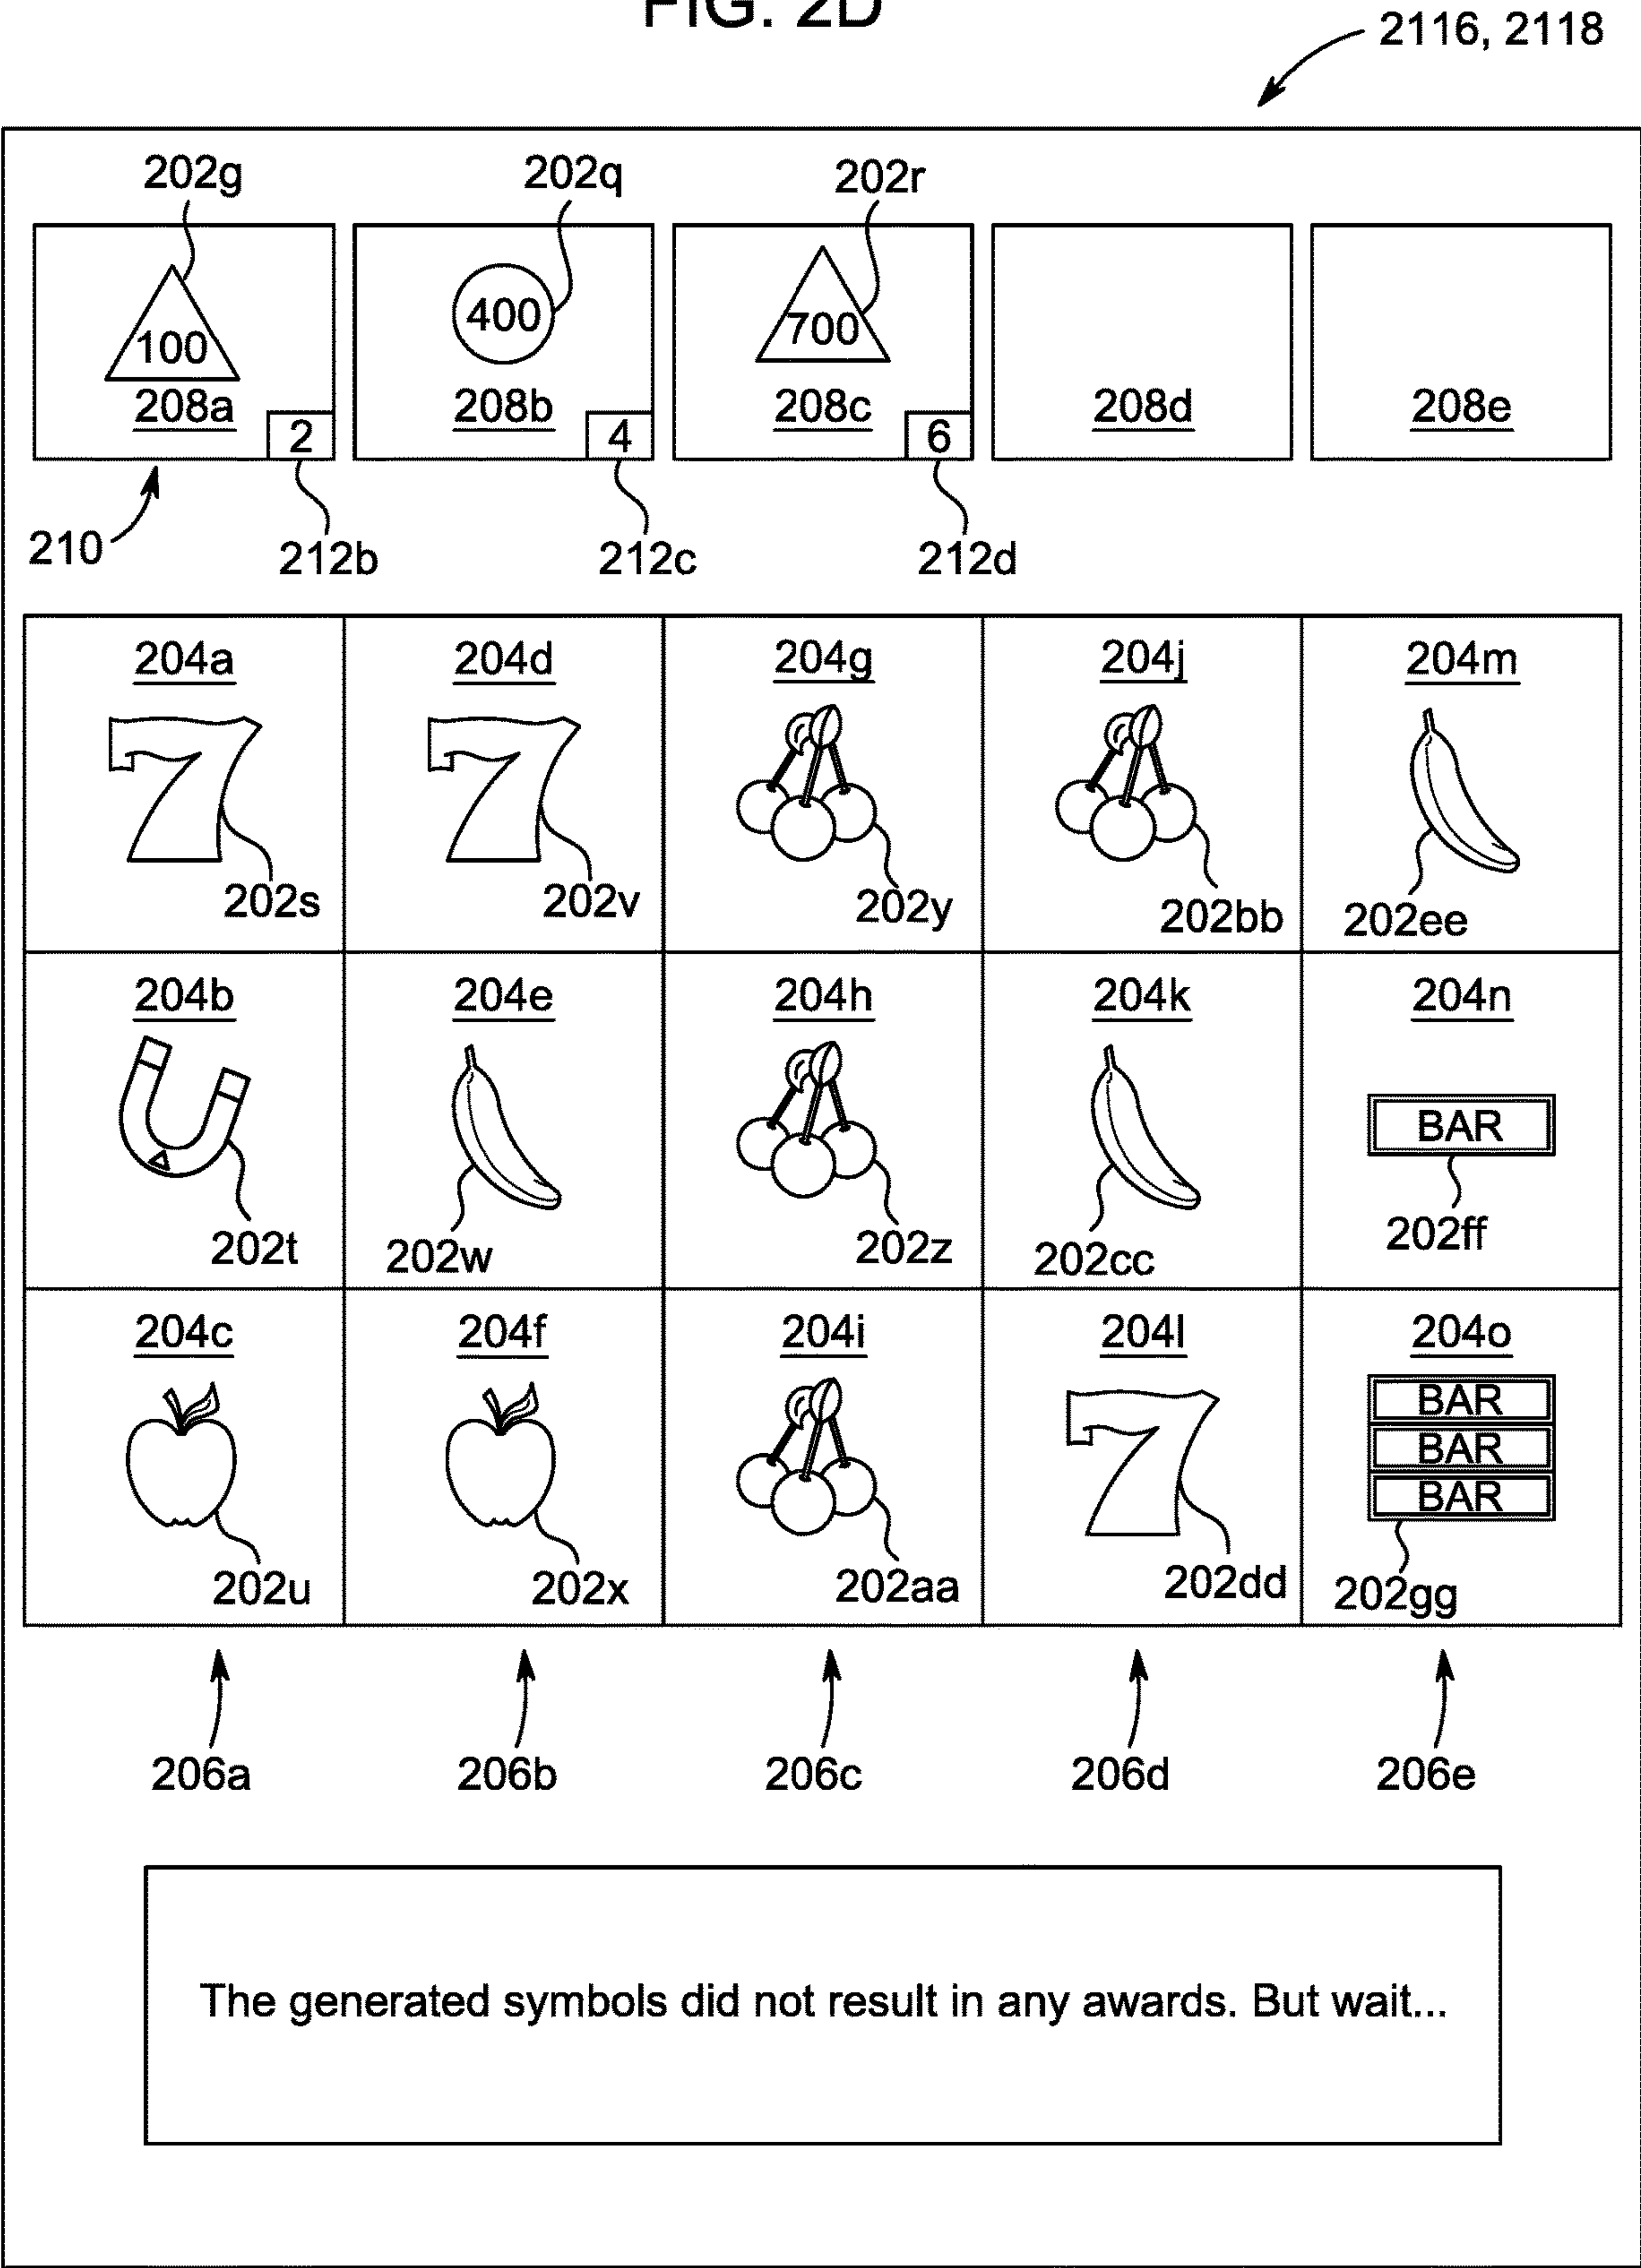 FIG. 2D
2116, 2118
202g 202q 202r
100 400 700
208a 208b 208c 208d 208e
2 4 6
210 212b 212c 212d
204a 204d 204g 204j 204m
202s 202v 202y 202bb 202ee
204b 204e 204h 204k 204n
BAR
202t 202w 202z 202cc 202ff
204c 204f 204i 204l 204o
BAR
BAR
BAR
202u 202x 202aa 202dd 202gg
206a 206b 206c 206d 206e
The generated symbols did not result in any awards. But wait...